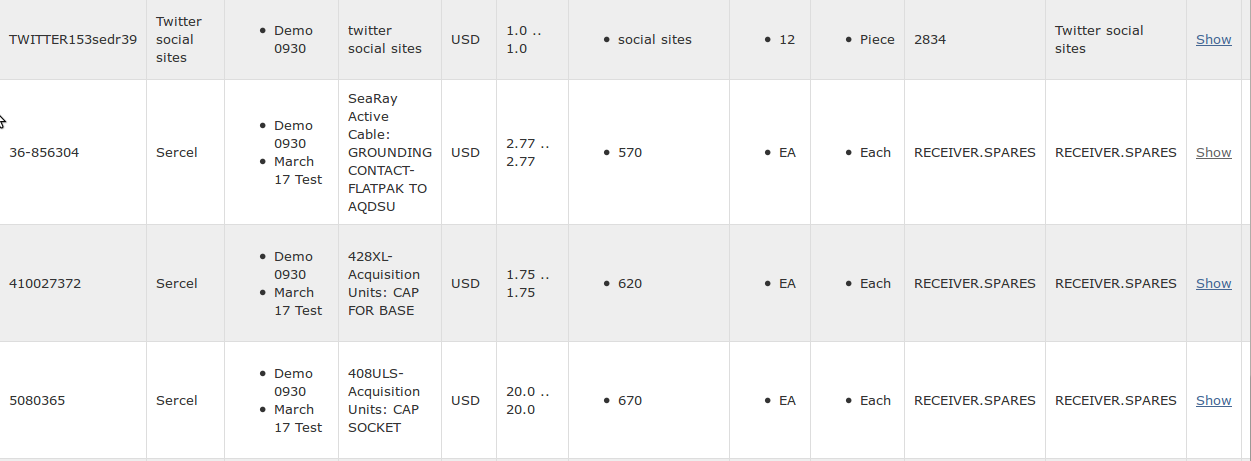 TWITTER153sedr39
Twitter
social
sites
Demo
0930
twitter
social sites
USD
1.0 ..
1.0
social sites
12
Piece
2834
Twitter social
sites
Show
36-856304
Sercel
Demo
0930
March
17 Test
SeaRay
Active
Cable:
GROUNDING
CONTACT-
FLATPAK TO
AQDSU
USD
2.77 ..
2.77
570
EA
Each
RECEIVER.SPARES
RECEIVER.SPARES
Show
410027372
Sercel
Demo
0930
March
17 Test
428XL-
Acquisition
Units: CAP
FOR BASE
USD
1.75 ..
1.75
620
EA
Each
RECEIVER.SPARES
RECEIVER.SPARES
Show
5080365
Sercel
Demo
0930
March
17 Test
408ULS-
Acquisition
Units: CAP
SOCKET
USD
20.0 ..
20.0
670
EA
Each
RECEIVER.SPARES
RECEIVER.SPARES
Show